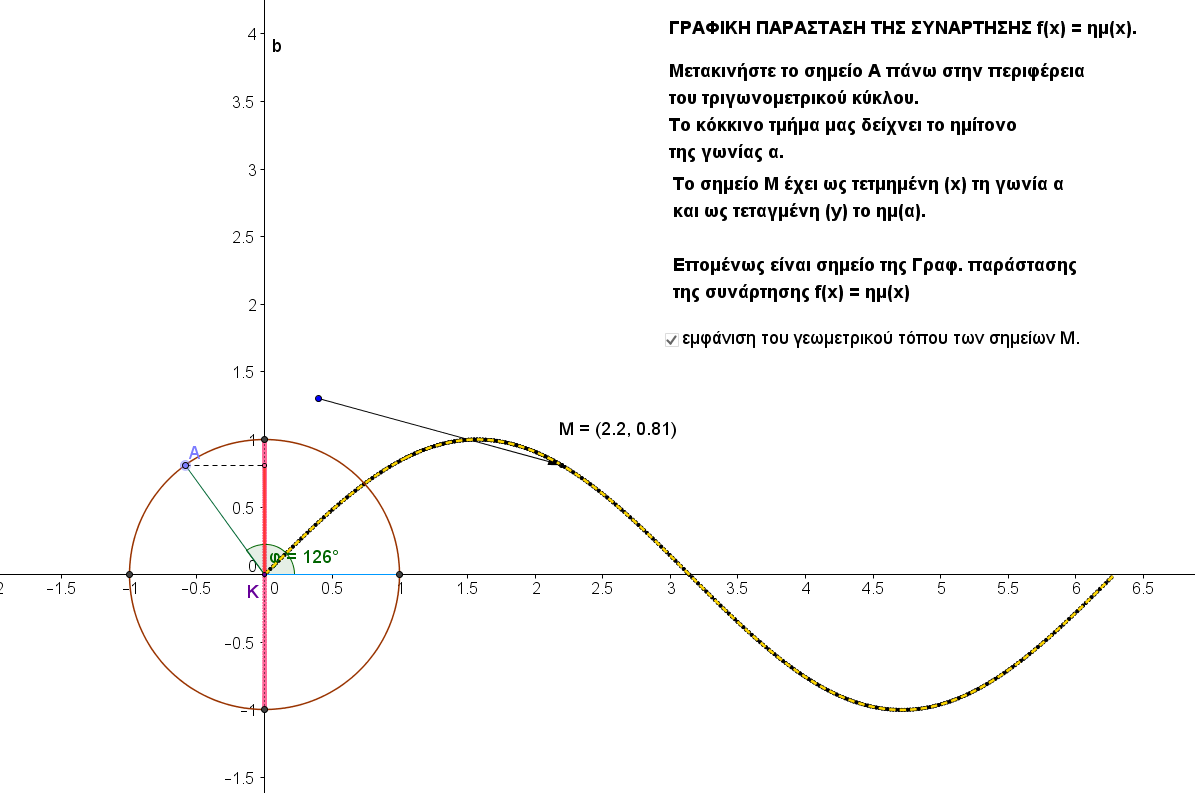 ΓΡΑΦΙΚΗ ΠΑΡΑΣΤΑΣΗ ΤΗΣ ΣΥΝΑΡΤΗΣΗΣ f(x) = ημ(x).
Μετακινήστε το σημείο Α πάνω στην περιφέρεια
του τριγωνομετρικού κύκλου.
Το κόκκινο τμήμα μας δείχνει το ημίτονο
της γωνίας α.
Το σημείο Μ έχει ως τετμημένη (x) τη γωνία α
και ως τεταγμένη (y) το ημ(α).
Επομένως είναι σημείο της Γραφ. παράστασης
της συνάρτησης f(x) = ημ(x)
εμφάνιση του γεωμετρικού τόπου των σημείων Μ.
b
4
3.5
3
2.5
2
1.5
1
0.5
0
−0.5
−1
−1.5
M = (2.2, 0.81)
A
φ = 126°
K
2 −1.5 −1 −0.5 0 0.5 1 1.5 2 2.5 3 3.5 4 4.5 5 5.5 6 6.5